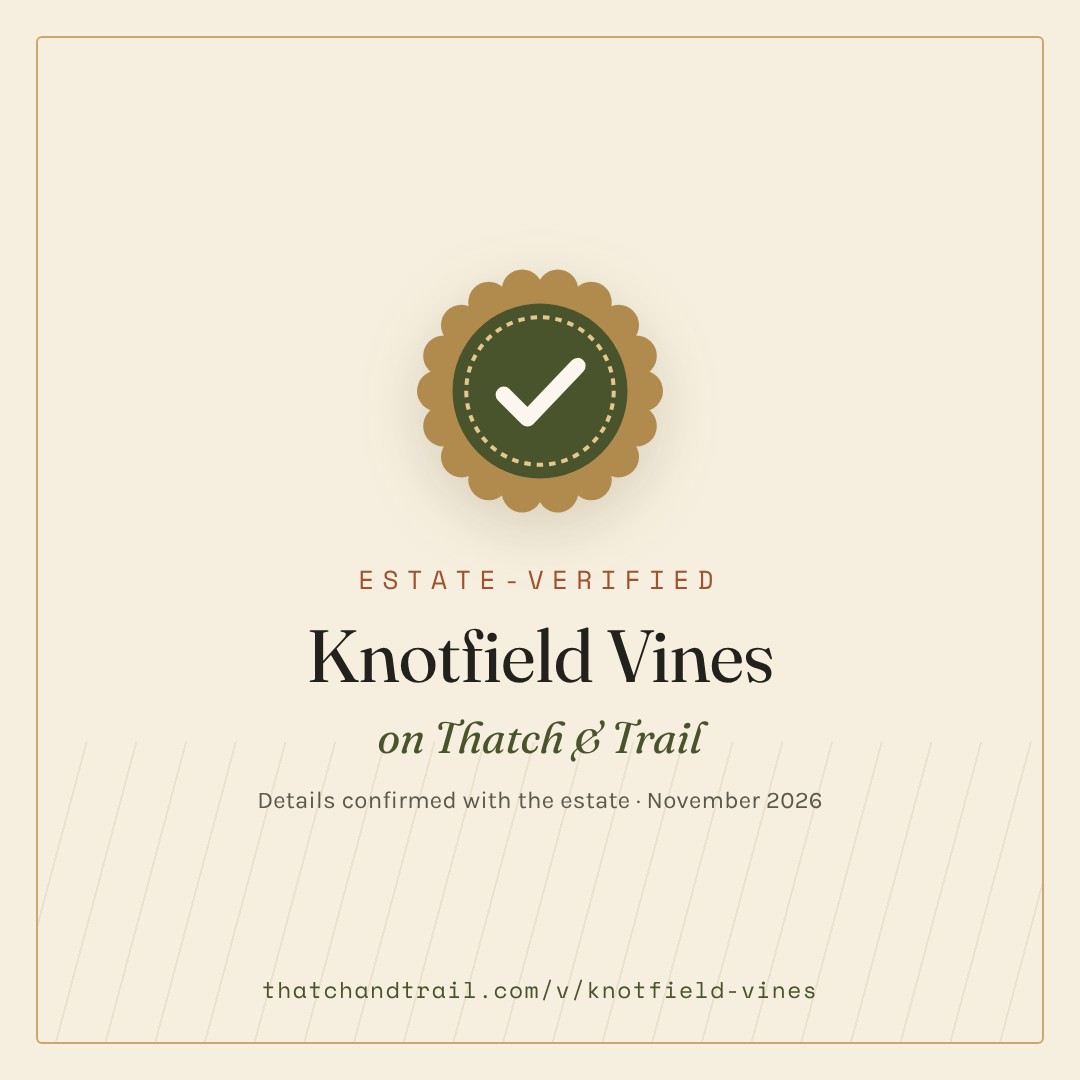 ESTATE-VERIFIED
Knotfield Vines
on Thatch & Trail
Details confirmed with the estate · November 2026
thatchandtrail.com/v/knotfield-vines